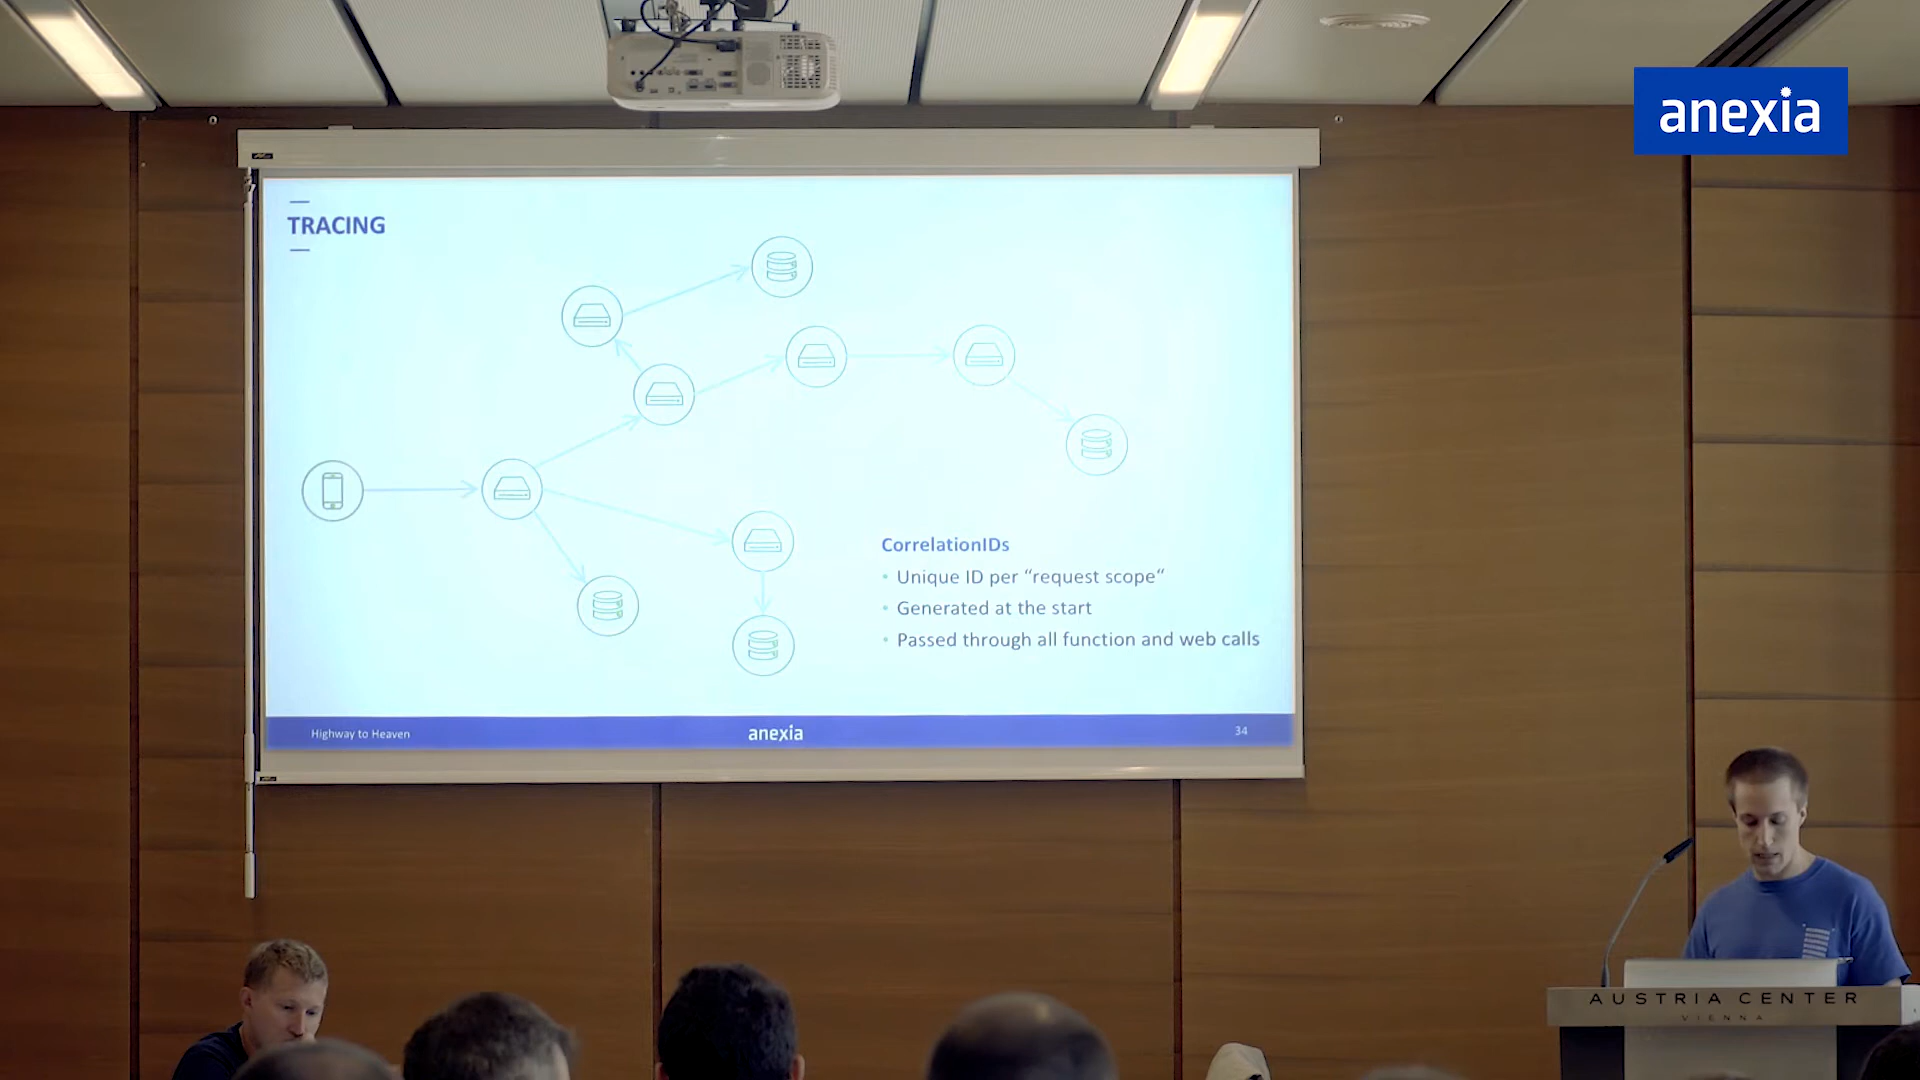 anexia
TRACING
CorrelationIDs
• Unique ID per “request scope“
• Generated at the start
• Passed through all function and web calls
Highway to Heaven
anexia
34
AUSTRIA CENTER
VIENNA